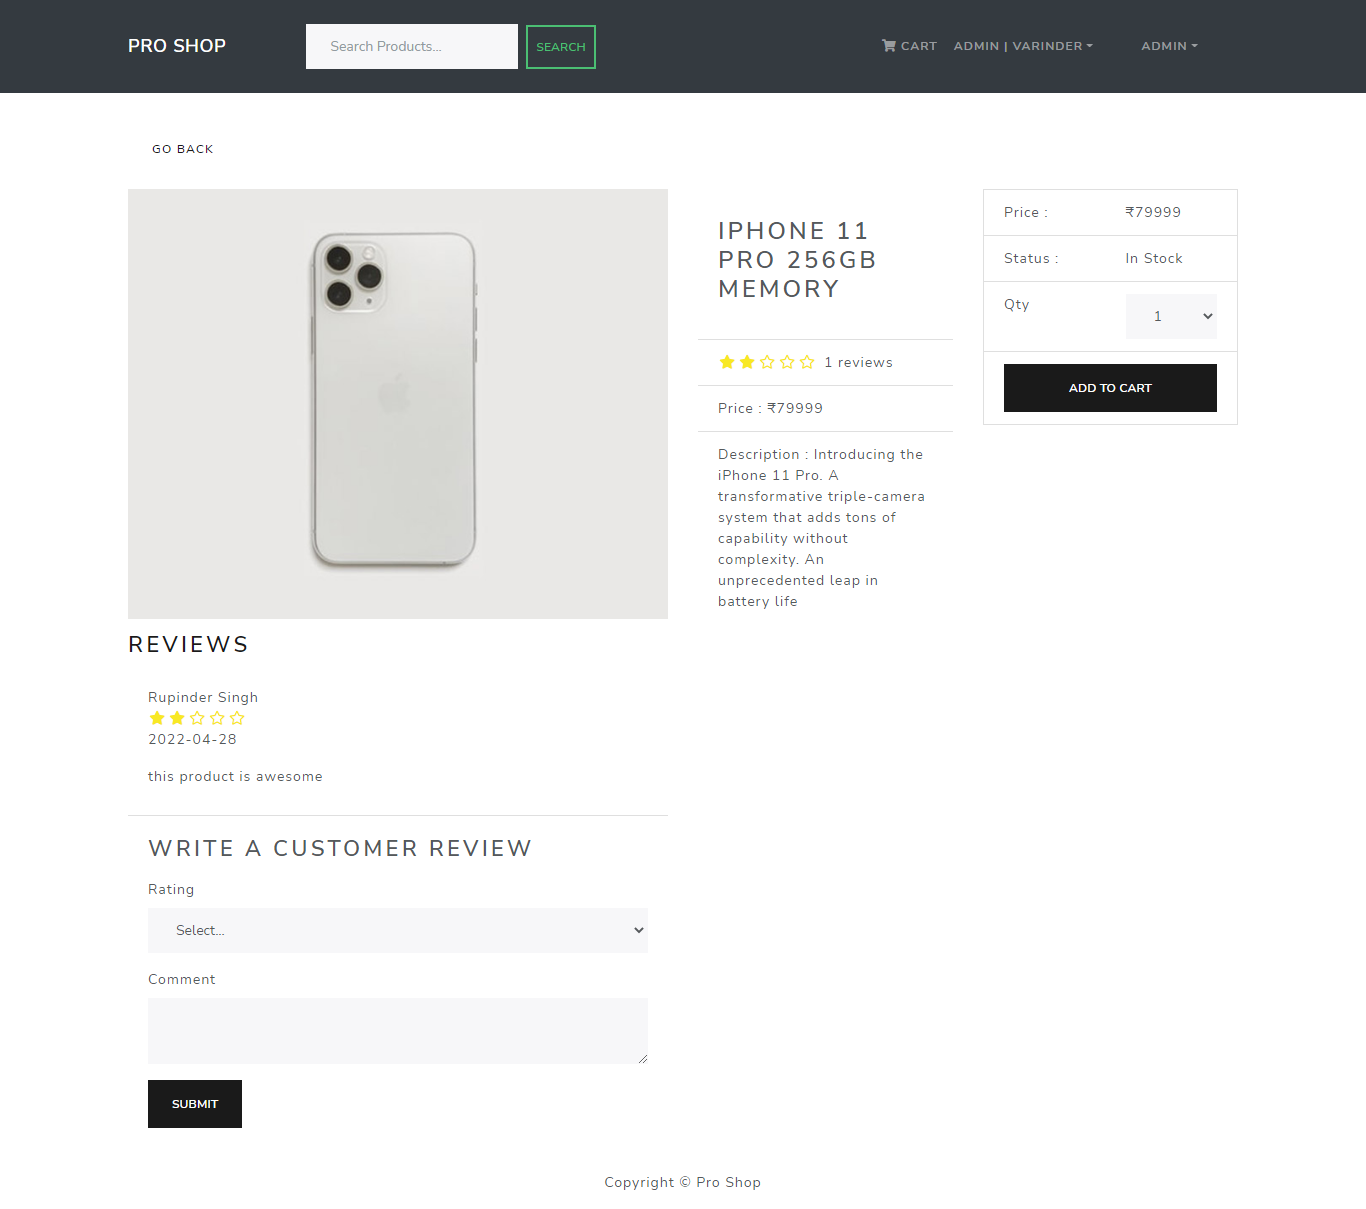 PRO SHOP
Search Products...
SEARCH
CART
ADMIN | VARINDER
ADMIN
GO BACK
IPHONE 11
PRO 256GB
MEMORY
1 reviews
Price : ₹79999
Description : Introducing the
iPhone 11 Pro. A
transformative triple-camera
system that adds tons of
capability without
complexity. An
unprecedented leap in
battery life
Price : ₹79999
Status : In Stock
Qty 1
ADD TO CART
REVIEWS
Rupinder Singh
2022-04-28
this product is awesome
WRITE A CUSTOMER REVIEW
Rating
Select...
Comment
SUBMIT
Copyright © Pro Shop